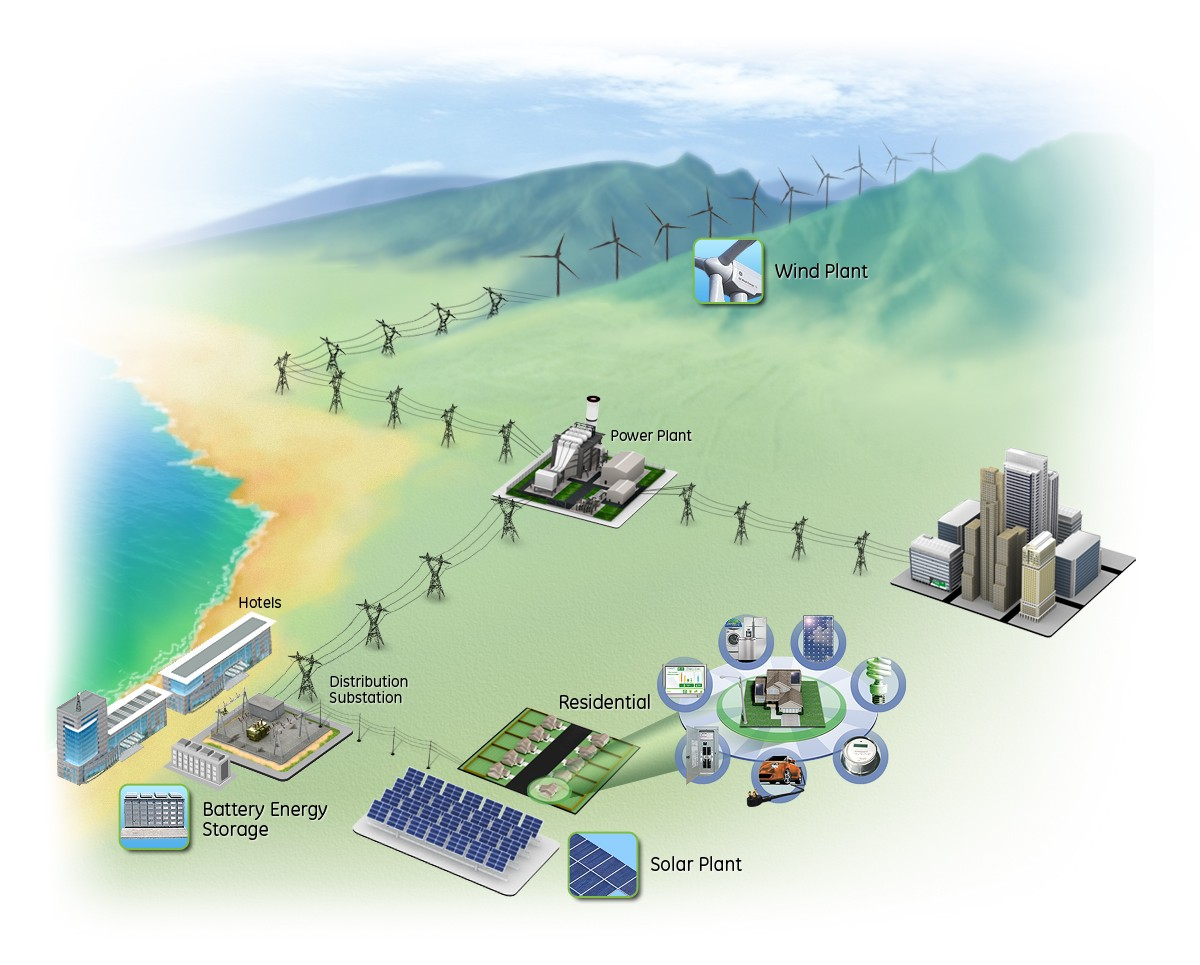 Wind Plant
Power Plant
Hotels
Distribution
Substation
Residential
Battery Energy
Storage
Solar Plant